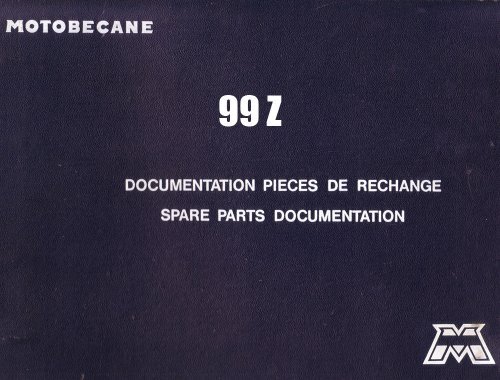 MOTOBECANE
99 Z
DOCUMENTATION PIECES DE RECHANGE
SPARE PARTS DOCUMENTATION
M